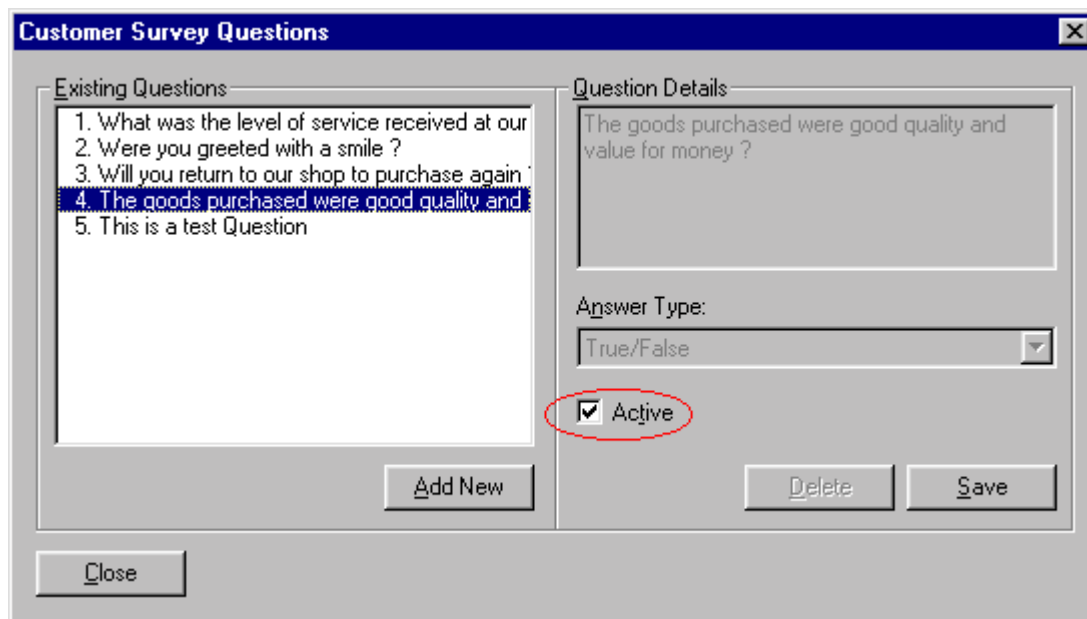 Customer Survey Questions
Existing Questions
1. What was the level of service received at our
2. Were you greeted with a smile ?
3. Will you return to our shop to purchase again
4. The goods purchased were good quality and
5. This is a test Question
Add New
Close
Question Details
The goods purchased were good quality and
value for money ?
Answer Type:
True/False
Active
Delete
Save